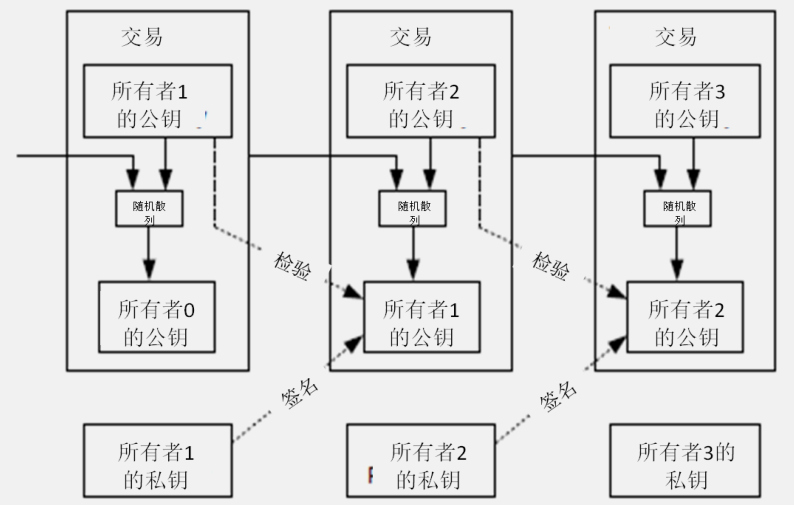 交易
所有者1
的公钥
随机散
列
所有者0
的公钥
交易
所有者2
的公钥
随机散
列
所有者1
的公钥
交易
所有者3
的公钥
随机散
列
所有者2
的公钥
检验
检验
签名
签名
所有者1
的私钥
所有者2
的私钥
所有者3的
私钥